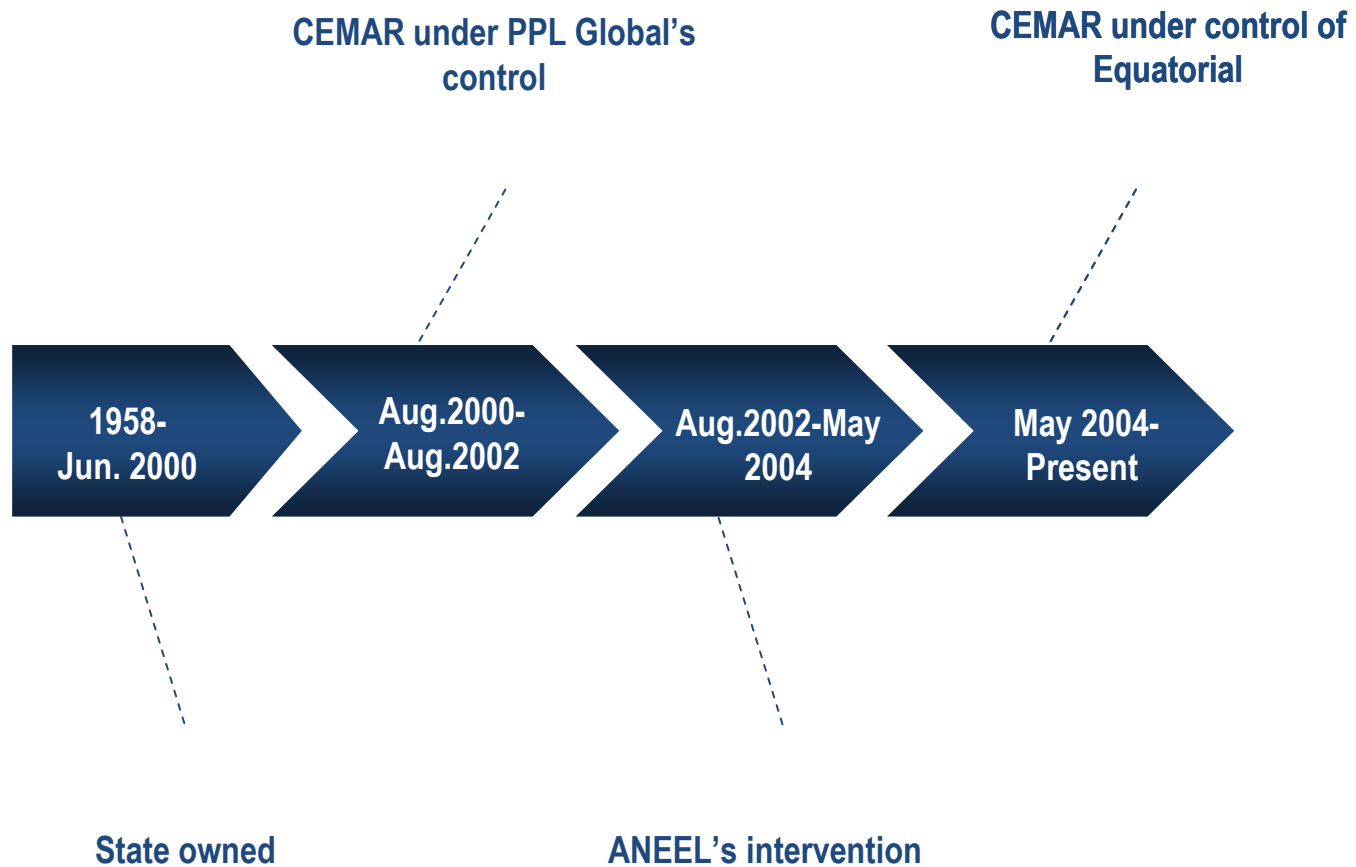 CEMAR under PPL Global’s
control
CEMAR under control of
Equatorial
1958-
Jun. 2000
Aug.2000-
Aug.2002
Aug.2002-May
2004
May 2004-
Present
State owned
ANEEL’s intervention